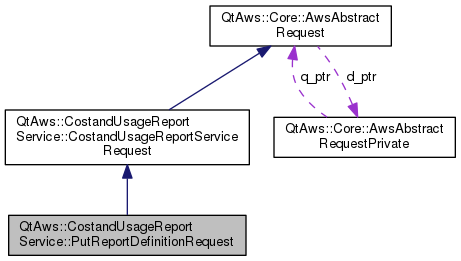 QtAws::Core::AwsAbstract
Request
q_ptr
d_ptr
QtAws::CostandUsageReport
Service::CostandUsageReportService
Request
QtAws::Core::AwsAbstract
RequestPrivate
QtAws::CostandUsageReport
Service::PutReportDefinitionRequest